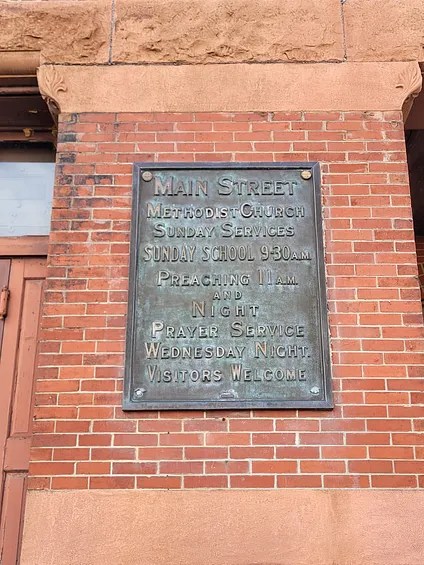 Main Street
Methodist Church
Sunday Services
Sunday School 9:30 A.M.
Preaching 11 A.M.
and
Night
Prayer Service
Wednesday Night.
Visitors Welcome